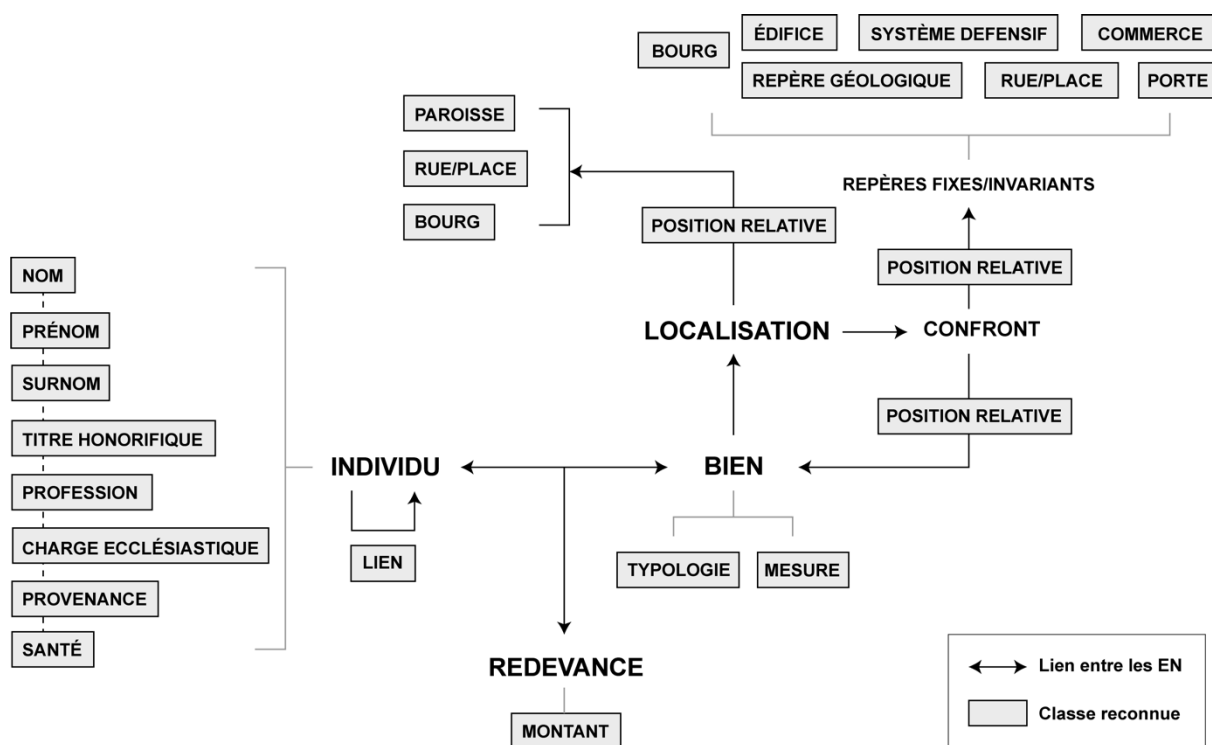 ÉDIFICE
SYSTÈME DEFENSIF
COMMERCE
BOURG
REPÈRE GÉOLOGIQUE
RUE/PLACE
PORTE
PAROISSE
RUE/PLACE
BOURG
REPÈRES FIXES/INVARIANTS
POSITION RELATIVE
POSITION RELATIVE
LOCALISATION
CONFRONT
POSITION RELATIVE
NOM
PRÉNOM
SURNOM
TITRE HONORIFIQUE
PROFESSION
CHARGE ECCLÉSIASTIQUE
PROVENANCE
SANTÉ
INDIVIDU
LIEN
BIEN
TYPOLOGIE
MESURE
REDEVANCE
MONTANT
Lien entre les EN
Classe reconnue